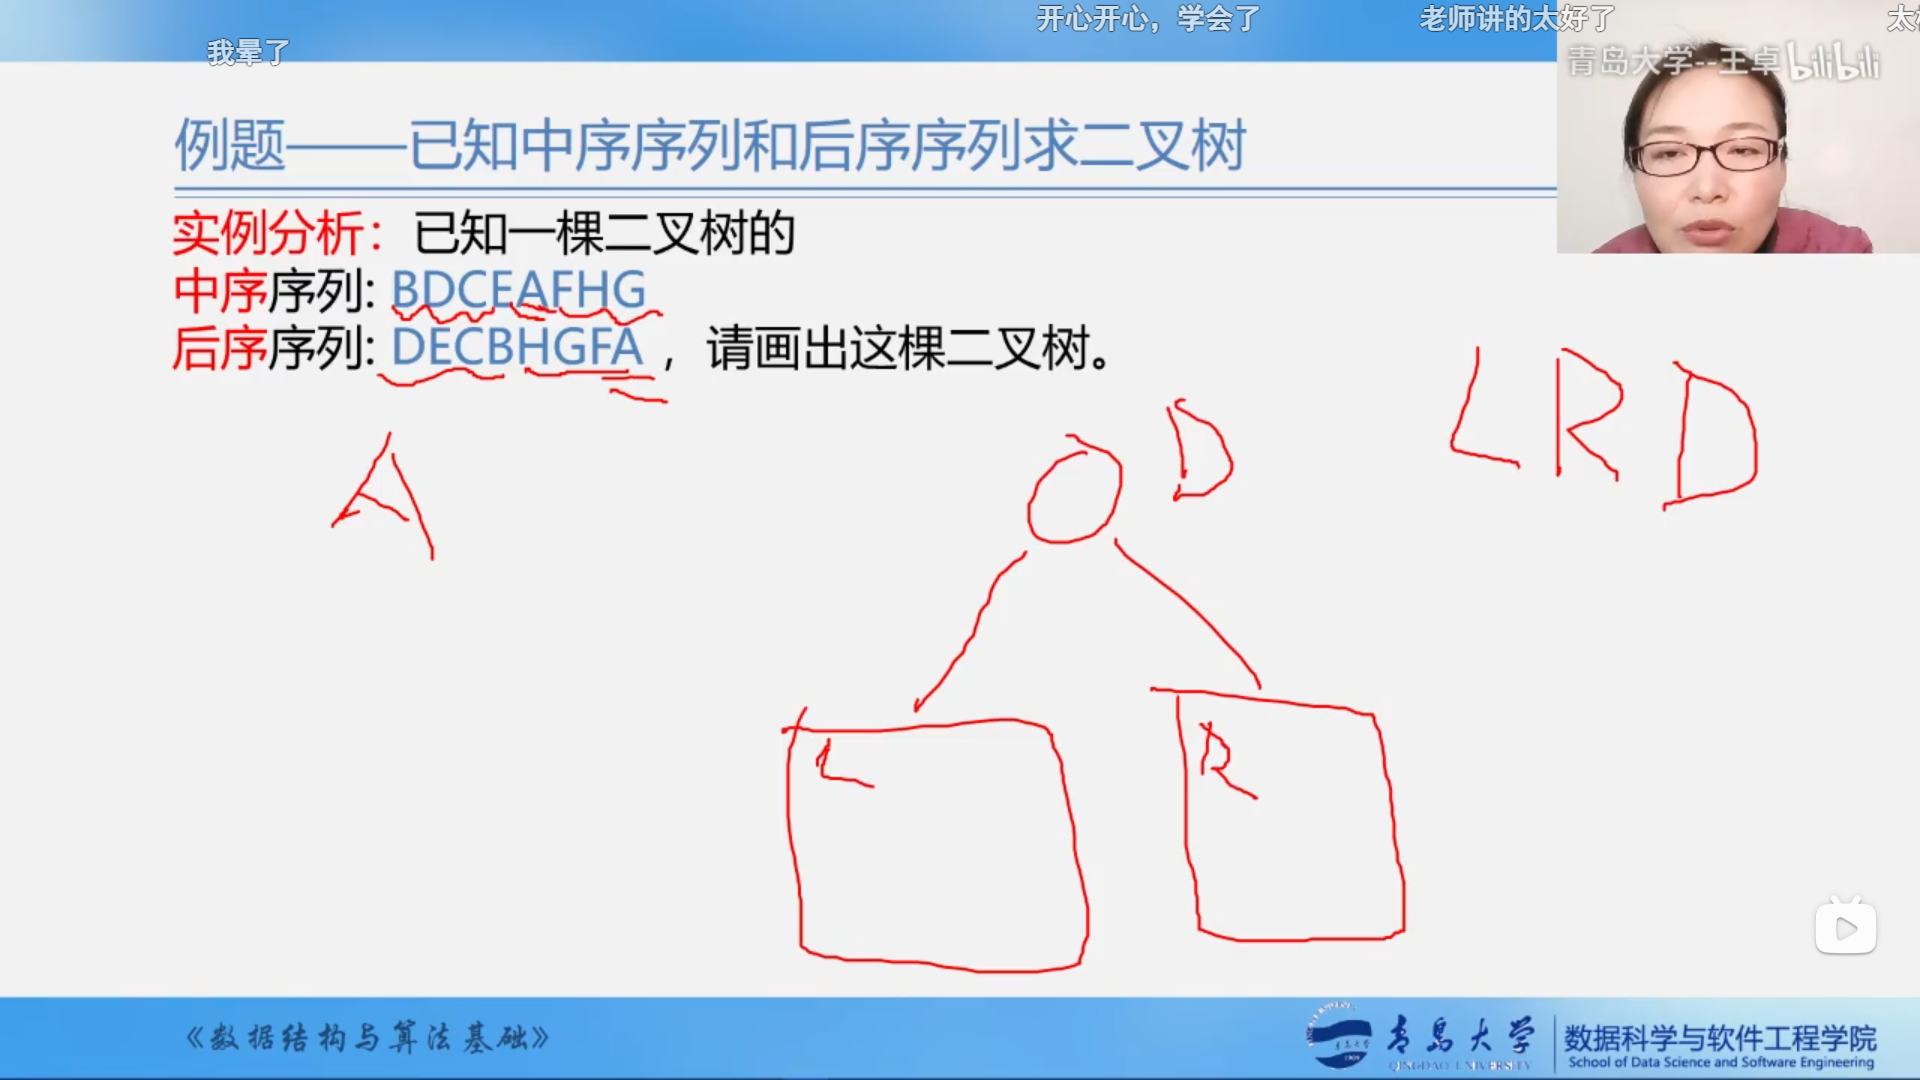 开心开心，学会了
老师讲的太好了
我晕了
青岛大学--王卓 bilibili
例题——已知中序序列和后序序列求二叉树
实例分析：已知一棵二叉树的
中序序列: BDCEAFHG
后序序列: DECBHGFA，请画出这棵二叉树。
L R D
A
D
L
R
《数据结构与算法基础》
青岛大学
QINGDAO UNIVERSITY
数据科学与软件工程学院
School of Data Science and Software Engineering